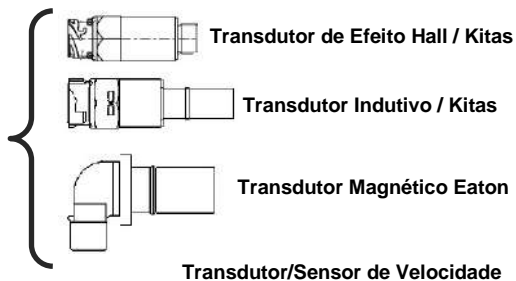 Transdutor de Efeito Hall / Kitas
Transdutor Indutivo / Kitas
Transdutor Magnético Eaton
Transdutor/Sensor de Velocidade